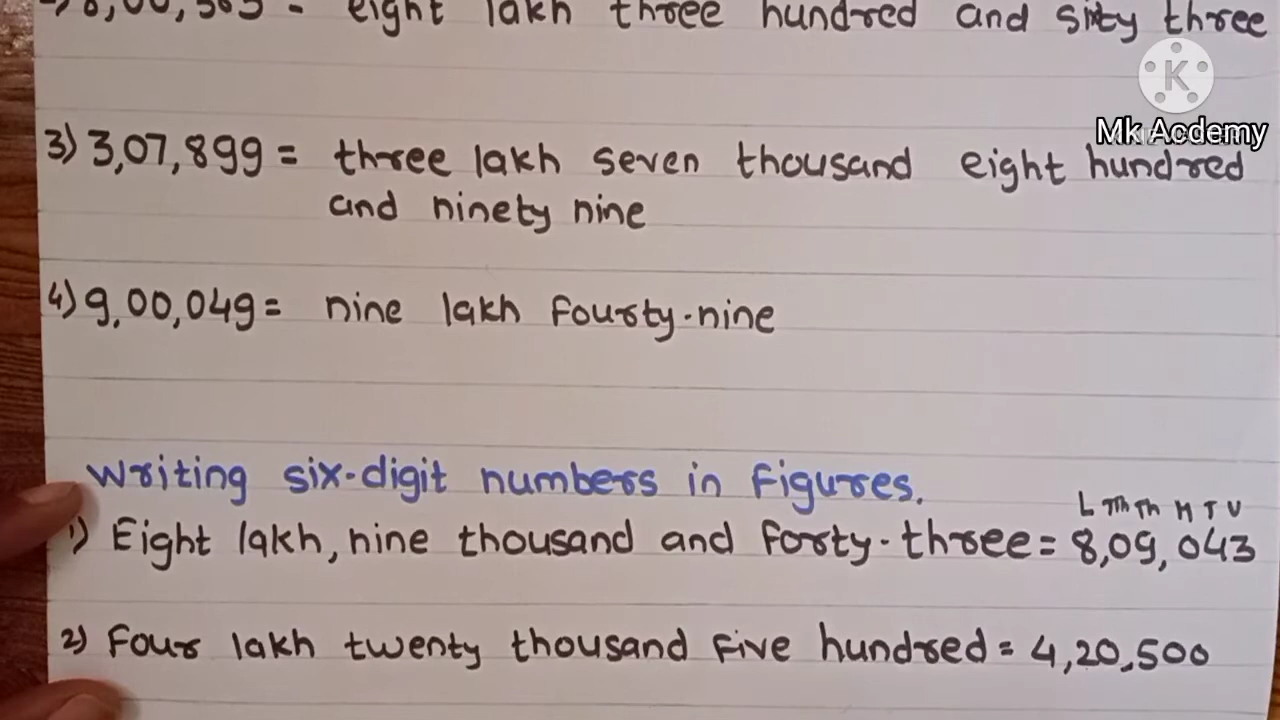 eight lakh three hundred and sixty three
K
Mk Acdemy
3) 3,07,899 = three lakh seven thousand eight hundred
and ninety nine
4) 9,00,049 = nine lakh fourty-nine
Writing six-digit numbers in figures.
L TTh Th H T U
1) Eight lakh, nine thousand and forty-three = 8,09,043
2) Four lakh twenty thousand five hundred = 4,20,500